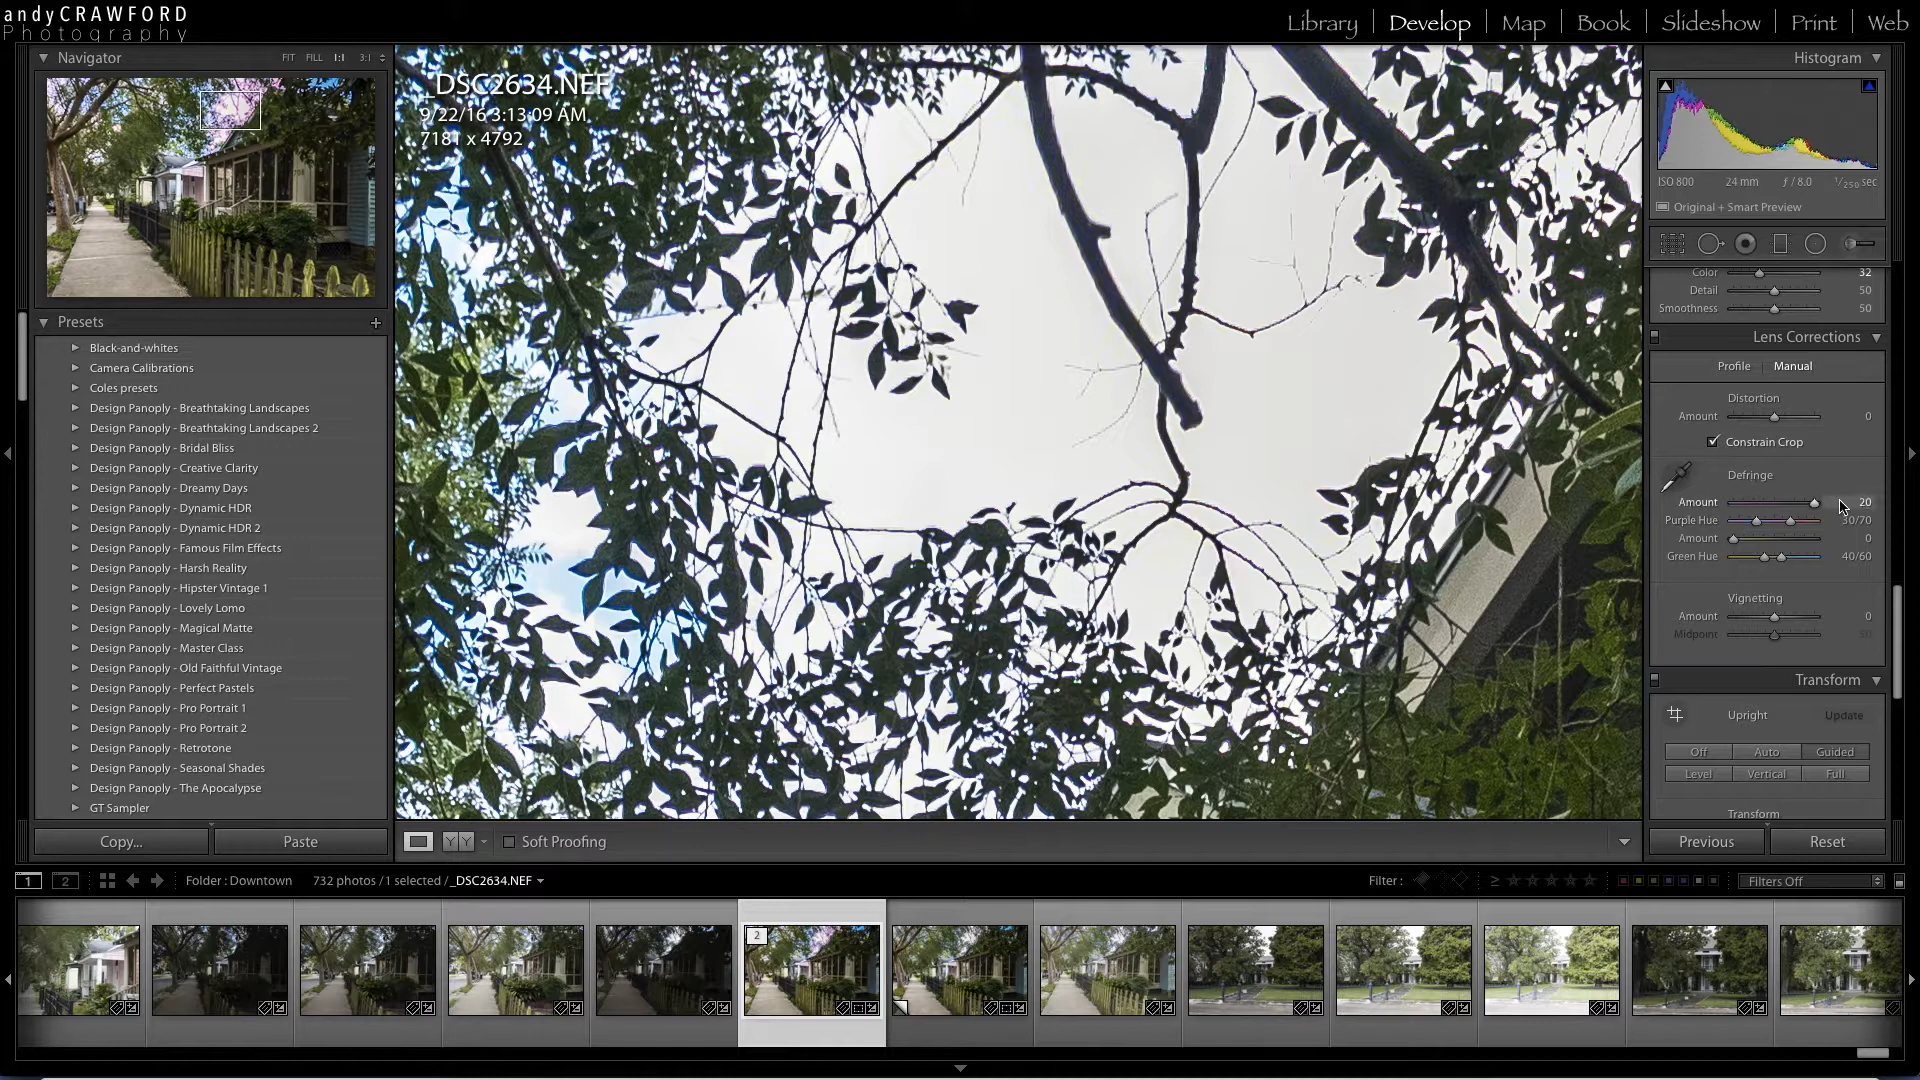 andyCRAWFORD
Photography
Library | Develop | Map | Book | Slideshow | Print | Web
Navigator FIT FILL 1:1 3:1
_DSC2634.NEF
9/22/16 3:13:09 AM
7181 x 4792
Presets +
Black-and-whites
Camera Calibrations
Coles presets
Design Panoply - Breathtaking Landscapes
Design Panoply - Breathtaking Landscapes 2
Design Panoply - Bridal Bliss
Design Panoply - Creative Clarity
Design Panoply - Dreamy Days
Design Panoply - Dynamic HDR
Design Panoply - Dynamic HDR 2
Design Panoply - Famous Film Effects
Design Panoply - Harsh Reality
Design Panoply - Hipster Vintage 1
Design Panoply - Lovely Lomo
Design Panoply - Magical Matte
Design Panoply - Master Class
Design Panoply - Old Faithful Vintage
Design Panoply - Perfect Pastels
Design Panoply - Pro Portrait 1
Design Panoply - Pro Portrait 2
Design Panoply - Retrotone
Design Panoply - Seasonal Shades
Design Panoply - The Apocalypse
GT Sampler
Copy... Paste
Soft Proofing
Histogram
ISO 800 24 mm ƒ / 8.0 1/250 sec
Original + Smart Preview
Color 32
Detail 50
Smoothness 50
Lens Corrections
Profile | Manual
Distortion
Amount 0
Constrain Crop
Defringe
Amount 20
Purple Hue 30/70
Amount 0
Green Hue 40/60
Vignetting
Amount 0
Midpoint 50
Transform
Upright Update
Off Auto Guided
Level Vertical Full
Transform
Previous Reset
1 2 Folder : Downtown 732 photos / 1 selected / _DSC2634.NEF Filter : ≥ Filters Off
2